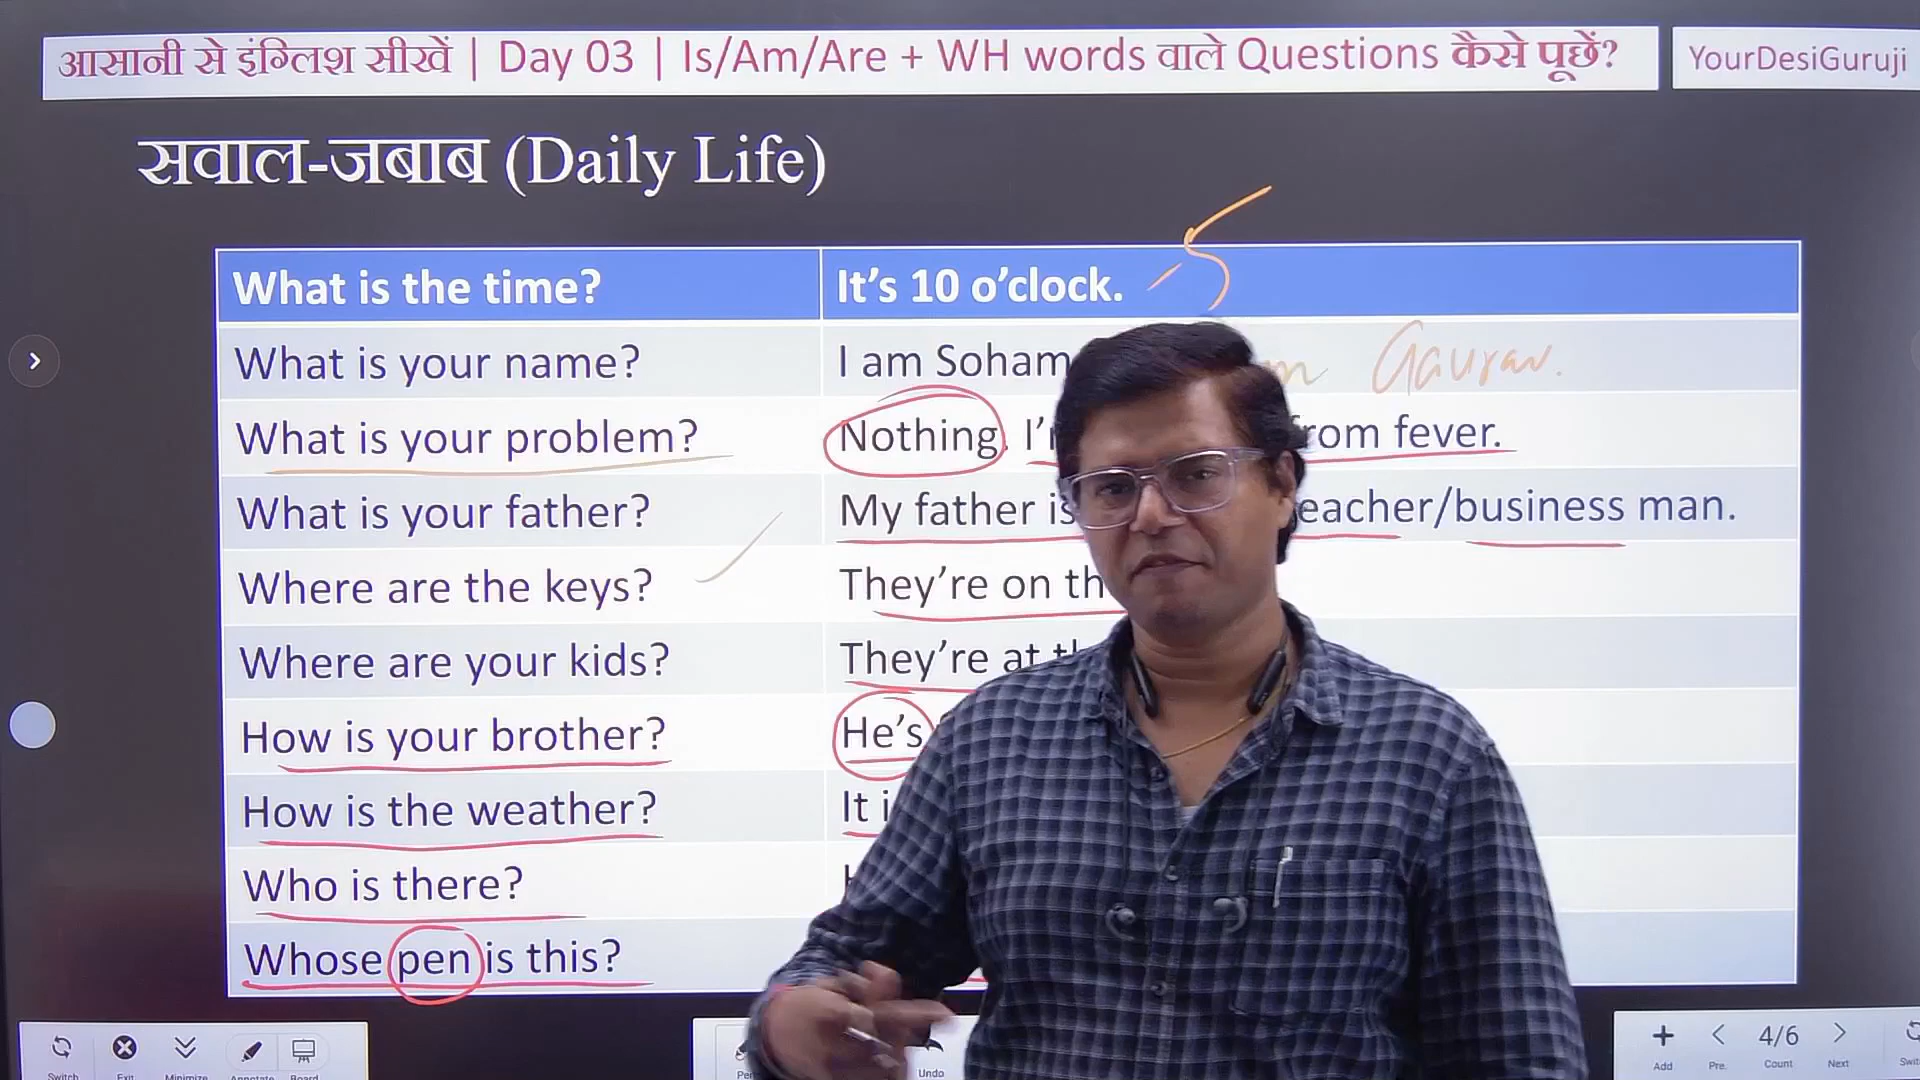 आसानी से इंग्लिश सीखें | Day 03 | Is/Am/Are + WH words वाले Questions कैसे पूछें?
YourDesiGuruji
सवाल-जबाब (Daily Life)
What is the time? It's 10 o'clock. 5
What is your name? I am Soham Gaurav.
What is your problem? Nothing. from fever.
What is your father? My father is /business man.
Where are the keys? They're on
Where are your kids? They're at
How is your brother? He's
How is the weather? It
Who is there?
Whose pen is this?
Switch Exit Minimize Annotate Board Undo Add Pre. 4/6 Count Next